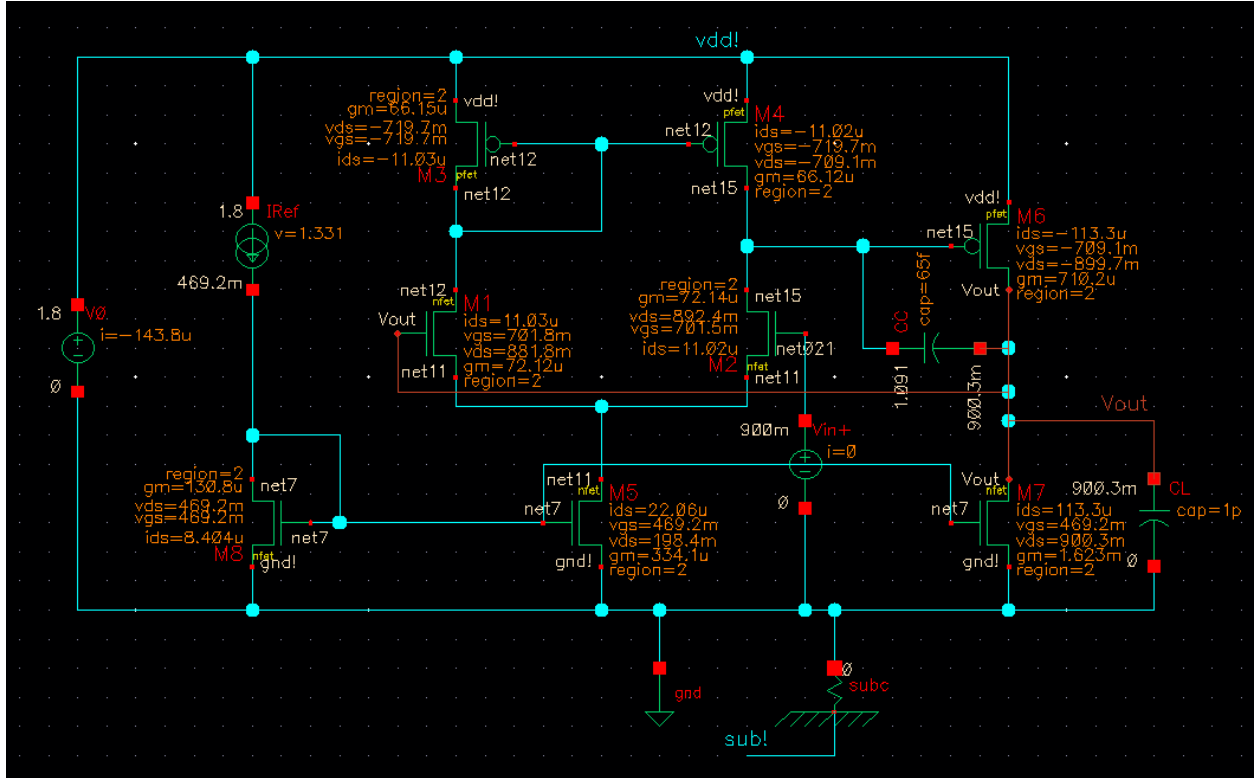 vdd!
region=2
gm=66.15u
vdd!
vds=-719.7m
vgs=-719.7m
ids=-11.03u
M3
pfet
net12
net12
vdd!
pfet
M4
net12
ids=-11.02u
vgs=-719.7m
vds=-709.1m
gm=66.12u
region=2
net15
1.8
IRef
v=1.331
469.2m
vdd!
pfet
M6
net15
ids=-113.3u
vgs=-709.1m
vds=-899.7m
gm=710.2u
region=2
Vout
1.8
V0
i=-143.8u
0
net12
nfet
M1
Vout
ids=11.03u
vgs=701.8m
vds=881.8m
gm=72.12u
region=2
net11
region=2
net15
gm=72.14u
nfet
vds=892.4m
vgs=701.5m
ids=11.02u
net021
M2
nfet
net11
CC
cap=65f
1.091
900.3m
Vout
900m
Vin+
i=0
0
region=2
net7
gm=130.8u
vds=469.2m
vgs=469.2m
ids=8.404u
net7
M8
nfet
gnd!
net11
nfet
M5
net7
ids=22.06u
vgs=469.2m
vds=198.4m
gm=334.1u
region=2
gnd!
Vout
nfet
M7
net7
ids=113.3u
vgs=469.2m
vds=900.3m
gm=1.623m
region=2
gnd!
900.3m
CL
cap=1p
0
gnd
0
subc
sub!